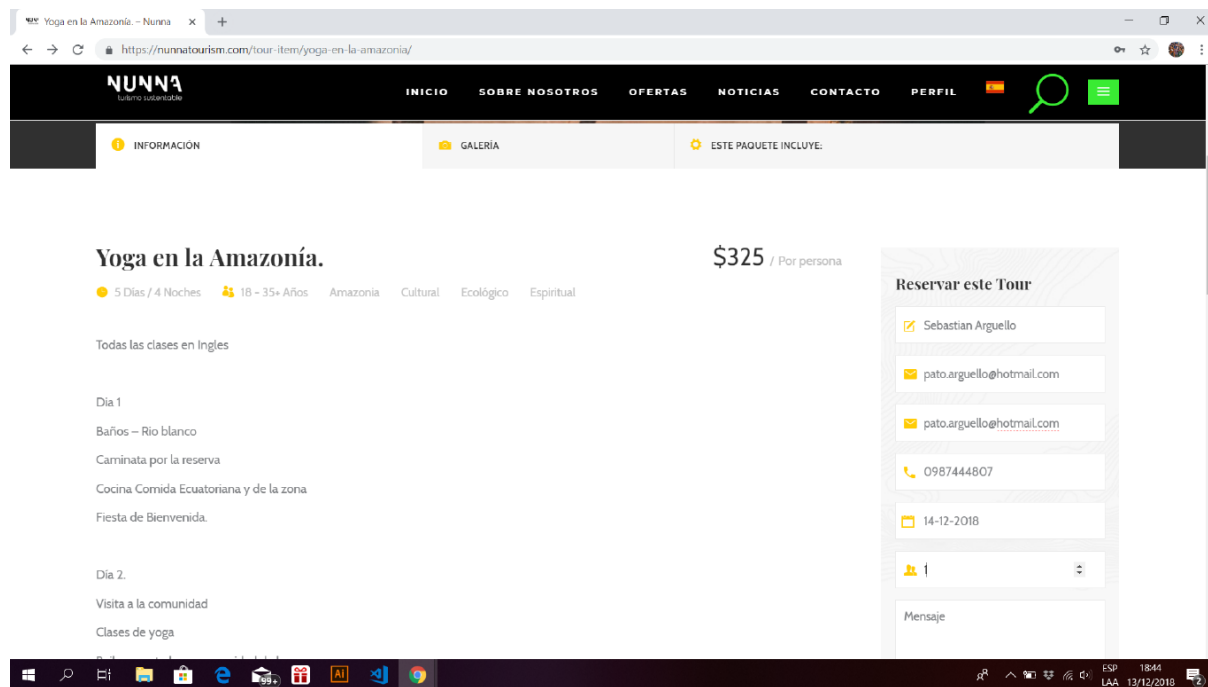 Yoga en la Amazonía. – Nunna
https://nunnatourism.com/tour-item/yoga-en-la-amazonia/
NUNNA
turismo sustentable
INICIO SOBRE NOSOTROS OFERTAS NOTICIAS CONTACTO PERFIL
INFORMACIÓN GALERÍA ESTE PAQUETE INCLUYE:
Yoga en la Amazonía.
$325 / Por persona
5 Días / 4 Noches 18 – 35+ Años Amazonia Cultural Ecológico Espiritual
Todas las clases en Ingles
Dia 1
Baños – Rio blanco
Caminata por la reserva
Cocina Comida Ecuatoriana y de la zona
Fiesta de Bienvenida.
Día 2.
Visita a la comunidad
Clases de yoga
Reservar este Tour
Sebastian Arguello
pato.arguello@hotmail.com
pato.arguello@hotmail.com
0987444807
14-12-2018
1
Mensaje
99+
Ai
ESP
LAA
18:44
13/12/2018
2